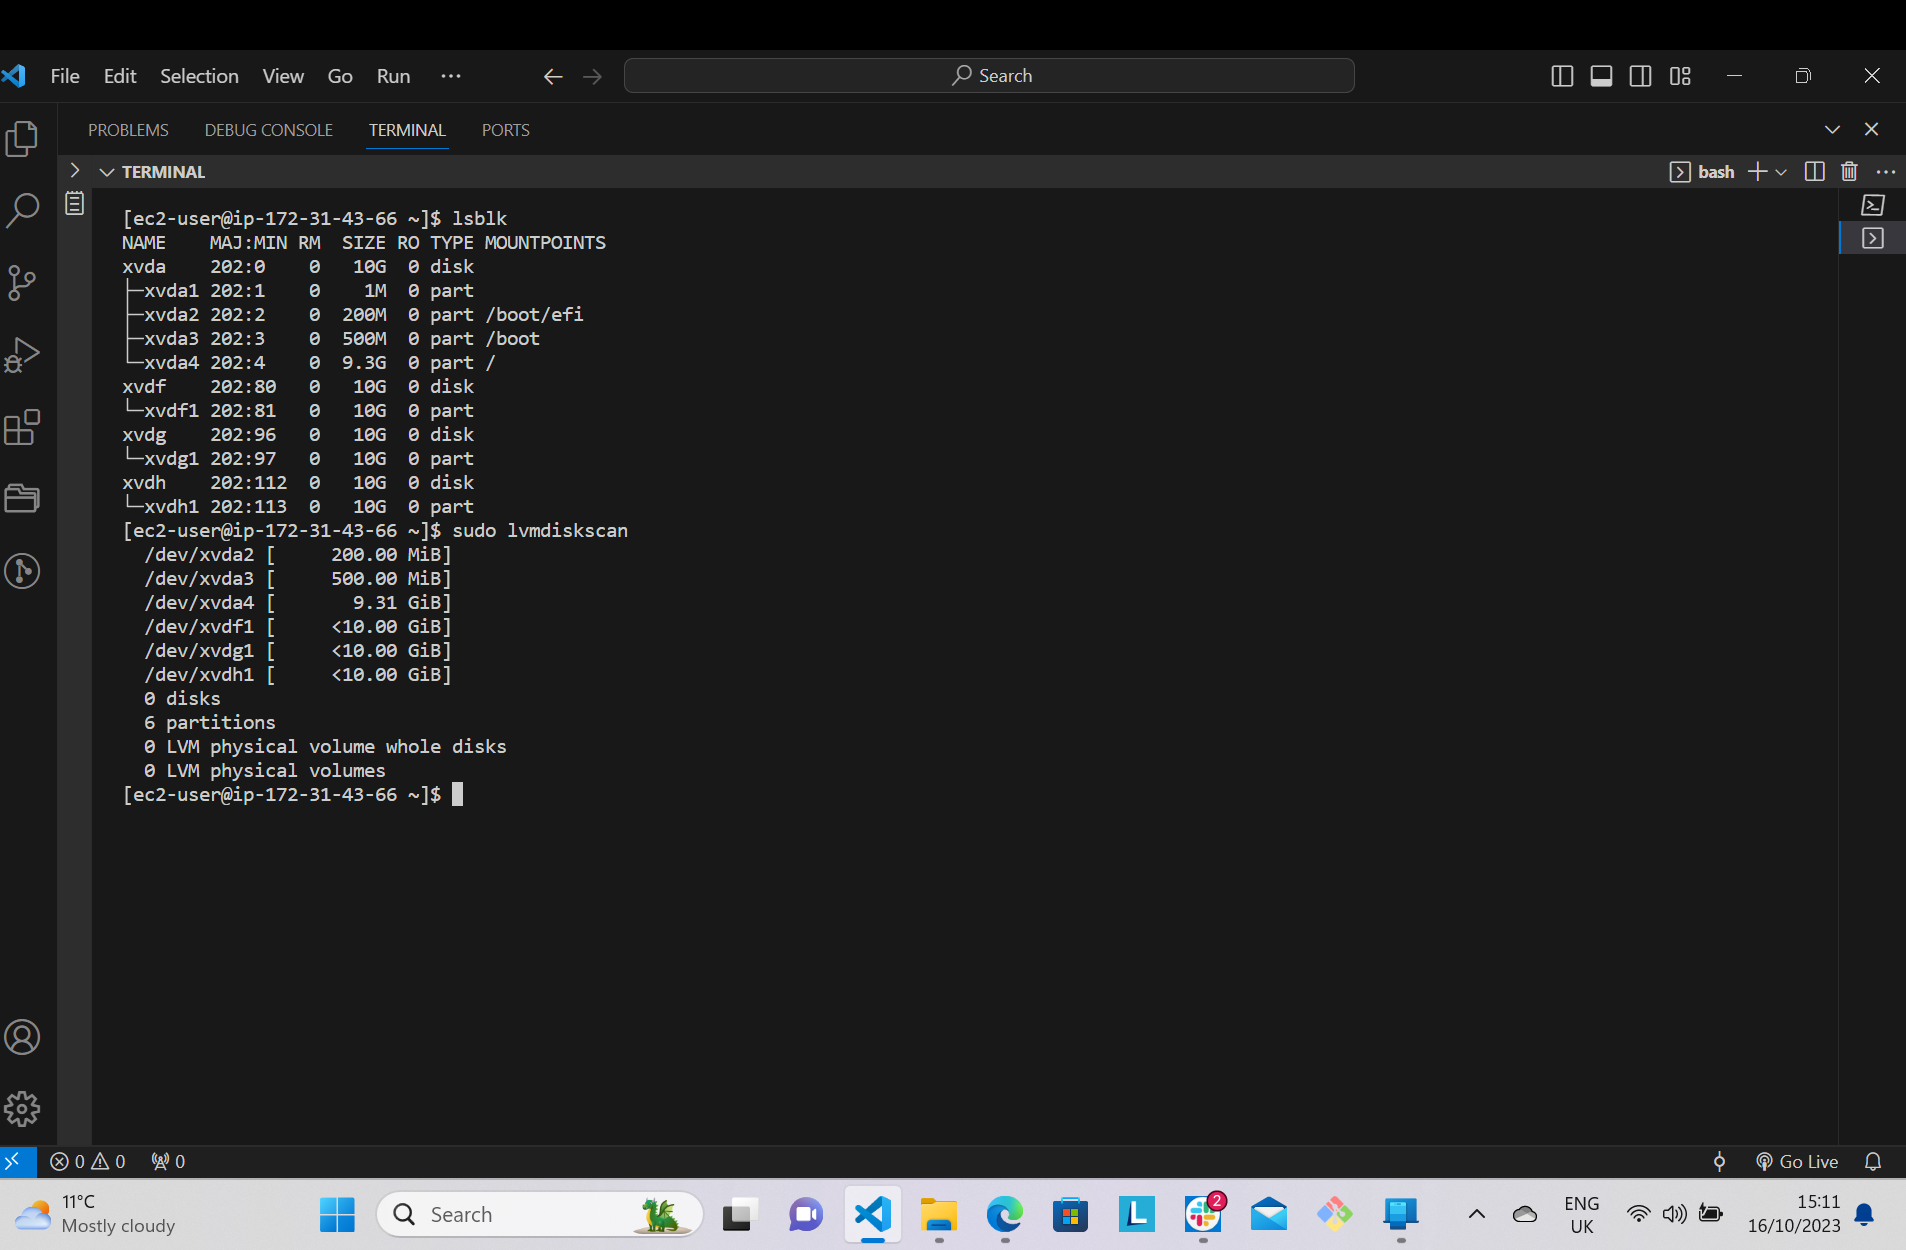 File Edit Selection View Go Run ···
Search
PROBLEMS DEBUG CONSOLE TERMINAL PORTS
TERMINAL
bash
[ec2-user@ip-172-31-43-66 ~]$ lsblk
NAME    MAJ:MIN RM  SIZE RO TYPE MOUNTPOINTS
xvda    202:0    0   10G  0 disk
├─xvda1 202:1    0    1M  0 part
├─xvda2 202:2    0  200M  0 part /boot/efi
├─xvda3 202:3    0  500M  0 part /boot
└─xvda4 202:4    0  9.3G  0 part /
xvdf    202:80   0   10G  0 disk
└─xvdf1 202:81   0   10G  0 part
xvdg    202:96   0   10G  0 disk
└─xvdg1 202:97   0   10G  0 part
xvdh    202:112  0   10G  0 disk
└─xvdh1 202:113  0   10G  0 part
[ec2-user@ip-172-31-43-66 ~]$ sudo lvmdiskscan
  /dev/xvda2 [     200.00 MiB]
  /dev/xvda3 [     500.00 MiB]
  /dev/xvda4 [       9.31 GiB]
  /dev/xvdf1 [     <10.00 GiB]
  /dev/xvdg1 [     <10.00 GiB]
  /dev/xvdh1 [     <10.00 GiB]
  0 disks
  6 partitions
  0 LVM physical volume whole disks
  0 LVM physical volumes
[ec2-user@ip-172-31-43-66 ~]$
0 0 0
Go Live
11°C
Mostly cloudy
Search
L
2
ENG
UK
15:11
16/10/2023